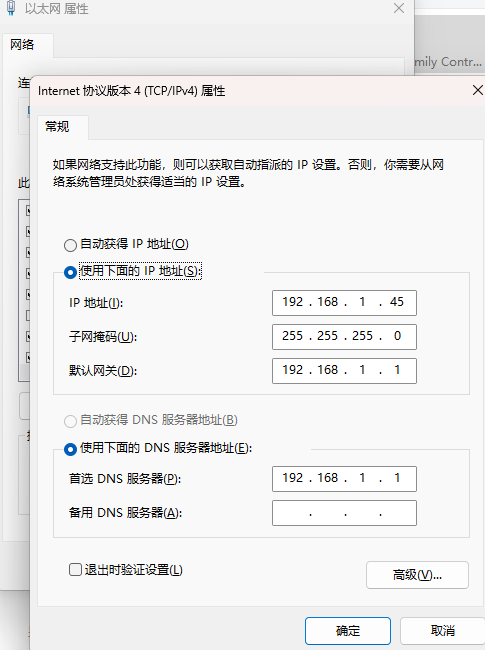 以太网 属性
网络
mily Contr...
连
Internet 协议版本 4 (TCP/IPv4) 属性
常规
如果网络支持此功能，则可以获取自动指派的 IP 设置。否则，你需要从网
络系统管理员处获得适当的 IP 设置。
此
自动获得 IP 地址(O)
使用下面的 IP 地址(S):
IP 地址(I): 192 . 168 . 1 . 45
子网掩码(U): 255 . 255 . 255 . 0
默认网关(D): 192 . 168 . 1 . 1
自动获得 DNS 服务器地址(B)
使用下面的 DNS 服务器地址(E):
首选 DNS 服务器(P): 192 . 168 . 1 . 1
备用 DNS 服务器(A): . . .
退出时验证设置(L)
高级(V)...
确定 取消